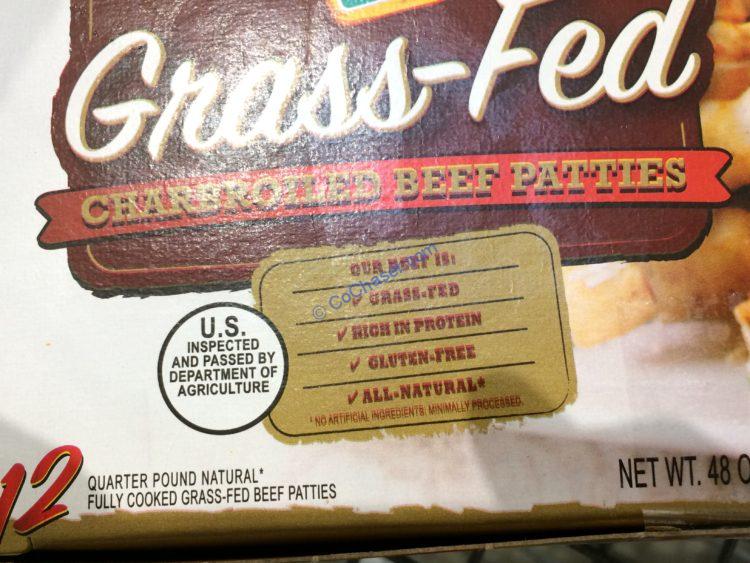 Grass-Fed
CHARBROILED BEEF PATTIES
OUR BEEF IS:
✓ GRASS-FED
✓ RICH IN PROTEIN
✓ GLUTEN-FREE
✓ ALL-NATURAL*
* NO ARTIFICIAL INGREDIENTS; MINIMALLY PROCESSED.
© CoChaser.com
U.S.
INSPECTED
AND PASSED BY
DEPARTMENT OF
AGRICULTURE
12
QUARTER POUND NATURAL*
FULLY COOKED GRASS-FED BEEF PATTIES
NET WT. 48 O